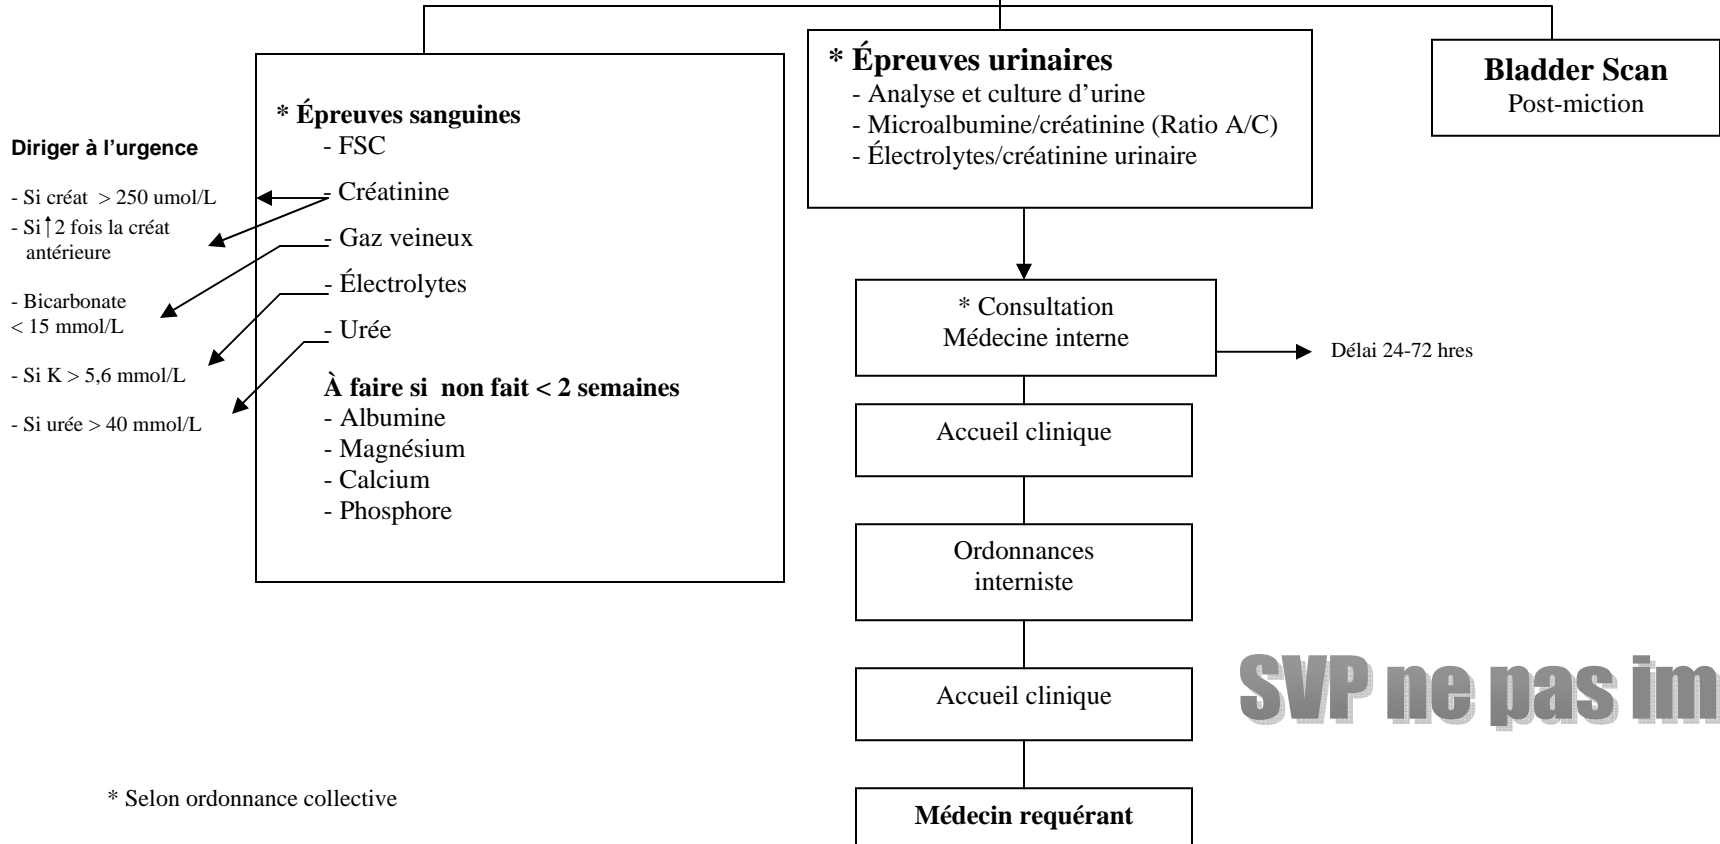 Diriger à l'urgence
- Si créat > 250 umol/L
- Si ↑ 2 fois la créat
antérieure
- Bicarbonate
< 15 mmol/L
- Si K > 5,6 mmol/L
- Si urée > 40 mmol/L
* Épreuves sanguines
- FSC
- Créatinine
- Gaz veineux
- Électrolytes
- Urée
À faire si non fait < 2 semaines
- Albumine
- Magnésium
- Calcium
- Phosphore
* Épreuves urinaires
- Analyse et culture d'urine
- Microalbumine/créatinine (Ratio A/C)
- Électrolytes/créatinine urinaire
Bladder Scan
Post-miction
* Consultation
Médecine interne
Délai 24-72 hres
Accueil clinique
Ordonnances
interniste
Accueil clinique
Médecin requérant
SVP ne pas im
* Selon ordonnance collective